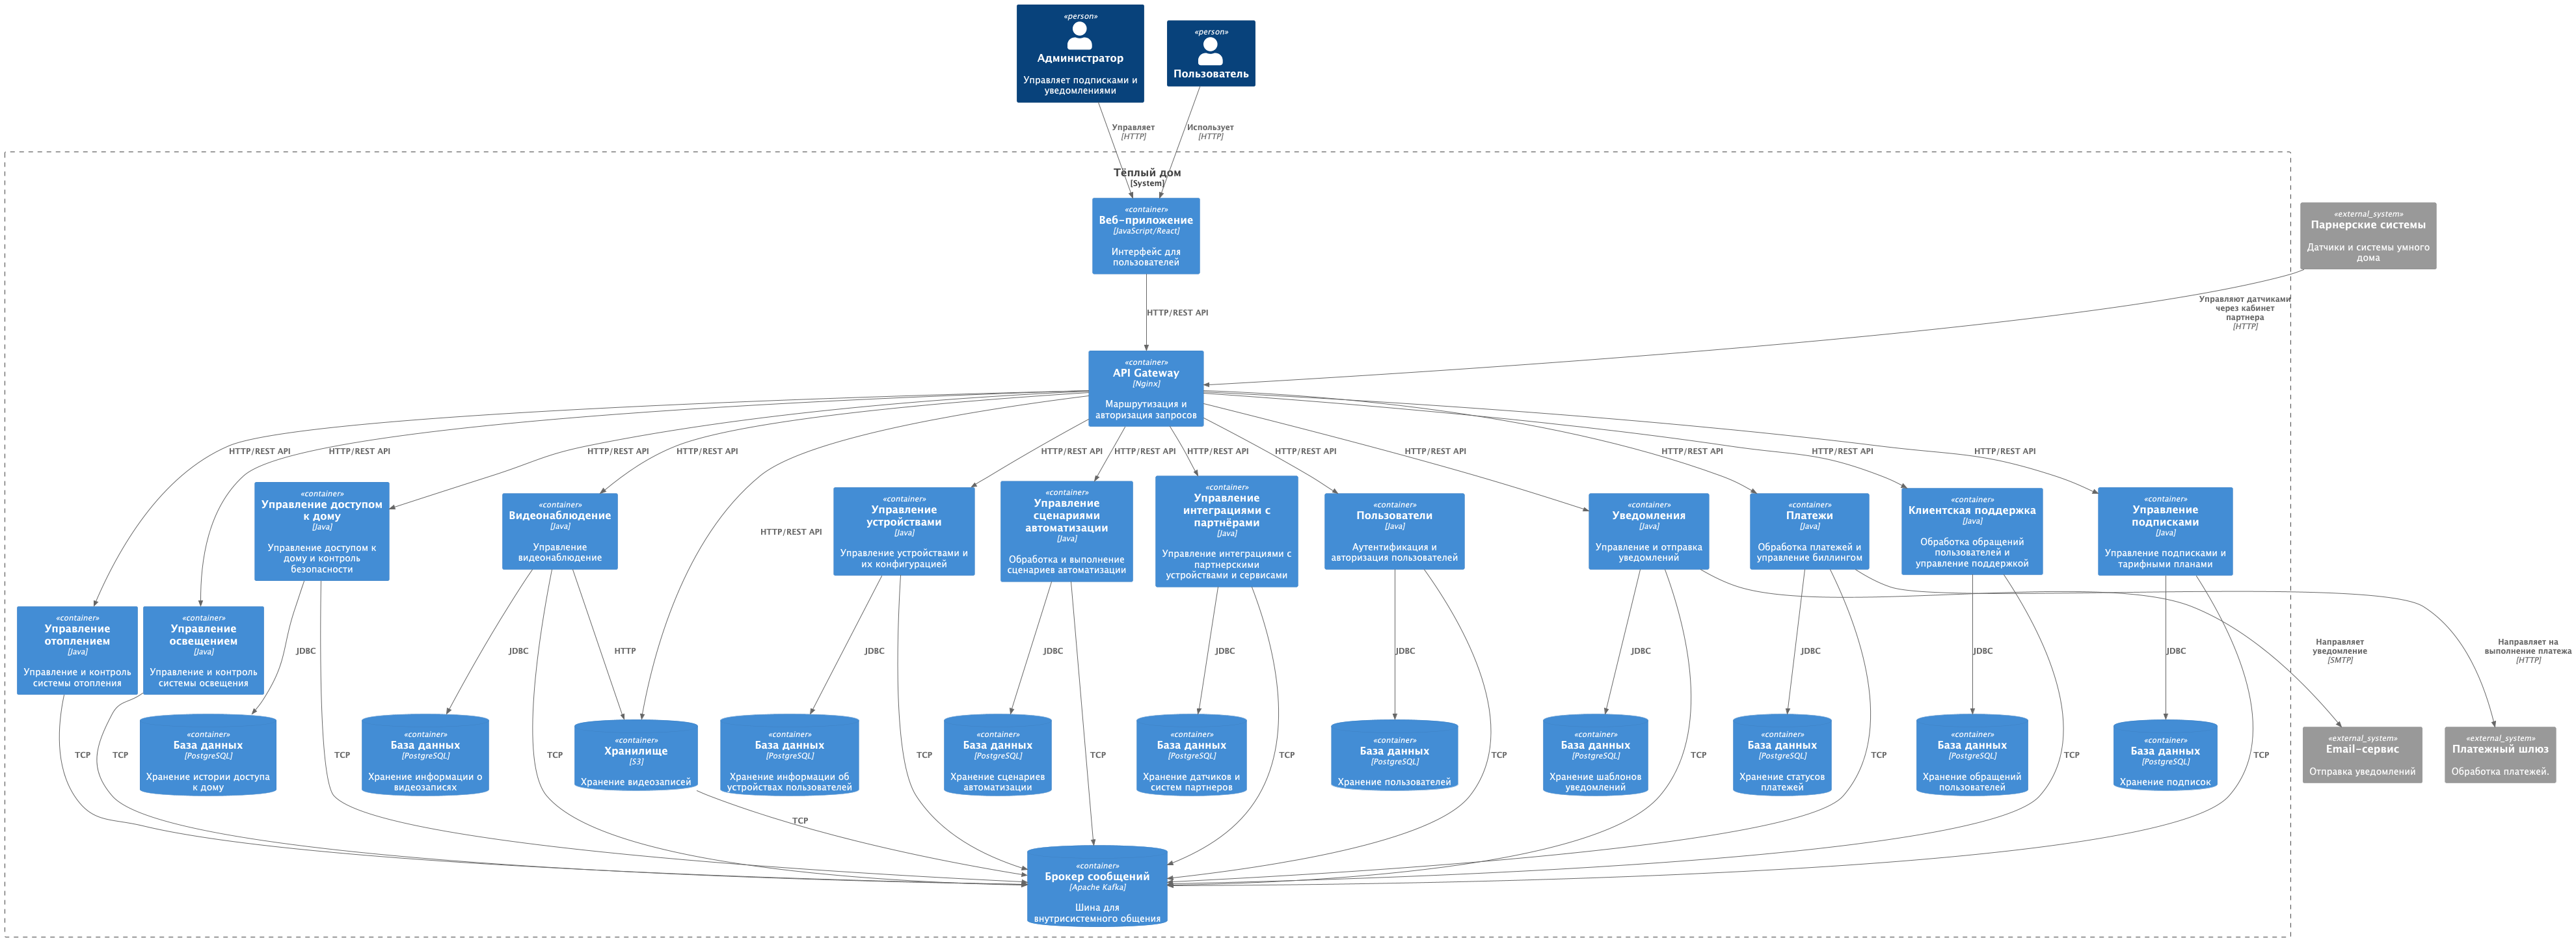 «person»
Администратор
Управляет подписками и
уведомлениями
«person»
Пользователь
Управляет
[HTTP]
Использует
[HTTP]
Тёплый дом
[System]
«container»
Веб-приложение
[JavaScript/React]
Интерфейс для
пользователей
«external_system»
Парнерские системы
Датчики и системы умного
дома
HTTP/REST API
Управляют датчиками
через кабинет
партнера
[HTTP]
«container»
API Gateway
[Nginx]
Маршрутизация и
авторизация запросов
HTTP/REST API
HTTP/REST API
HTTP/REST API
HTTP/REST API
HTTP/REST API
HTTP/REST API
HTTP/REST API
HTTP/REST API
HTTP/REST API
HTTP/REST API
HTTP/REST API
HTTP/REST API
HTTP/REST API
«container»
Управление доступом
к дому
[Java]
Управление доступом к
дому и контроль
безопасности
«container»
Видеонаблюдение
[Java]
Управление
видеонаблюдение
«container»
Управление
устройствами
[Java]
Управление устройствами и
их конфигурацией
«container»
Управление
сценариями
автоматизации
[Java]
Обработка и выполнение
сценариев автоматизации
«container»
Управление
интеграциями с
партнёрами
[Java]
Управление интеграциями с
партнерскими
устройствами и сервисами
«container»
Пользователи
[Java]
Аутентификация и
авторизация пользователей
«container»
Уведомления
[Java]
Управление и отправка
уведомлений
«container»
Платежи
[Java]
Обработка платежей и
управление биллингом
«container»
Клиентская поддержка
[Java]
Обработка обращений
пользователей и
управление поддержкой
«container»
Управление
подписками
[Java]
Управление подписками и
тарифными планами
«container»
Управление
отоплением
[Java]
Управление и контроль
системы отопления
«container»
Управление
освещением
[Java]
Управление и контроль
системы освещения
JDBC
JDBC
HTTP
JDBC
JDBC
JDBC
JDBC
JDBC
JDBC
JDBC
JDBC
Направляет
уведомление
[SMTP]
Направляет на
выполнение платежа
[HTTP]
TCP
TCP
«container»
База данных
[PostgreSQL]
Хранение истории доступа
к дому
TCP
«container»
База данных
[PostgreSQL]
Хранение информации о
видеозаписях
TCP
«container»
Хранилище
[S3]
Хранение видеозаписей
«container»
База данных
[PostgreSQL]
Хранение информации об
устройствах пользователей
TCP
«container»
База данных
[PostgreSQL]
Хранение сценариев
автоматизации
TCP
«container»
База данных
[PostgreSQL]
Хранение датчиков и
систем партнеров
TCP
«container»
База данных
[PostgreSQL]
Хранение пользователей
TCP
«container»
База данных
[PostgreSQL]
Хранение шаблонов
уведомлений
TCP
«container»
База данных
[PostgreSQL]
Хранение статусов
платежей
TCP
«container»
База данных
[PostgreSQL]
Хранение обращений
пользователей
TCP
«container»
База данных
[PostgreSQL]
Хранение подписок
TCP
«external_system»
Email-сервис
Отправка уведомлений
«external_system»
Платежный шлюз
Обработка платежей.
TCP
«container»
Брокер сообщений
[Apache Kafka]
Шина для
внутрисистемного общения